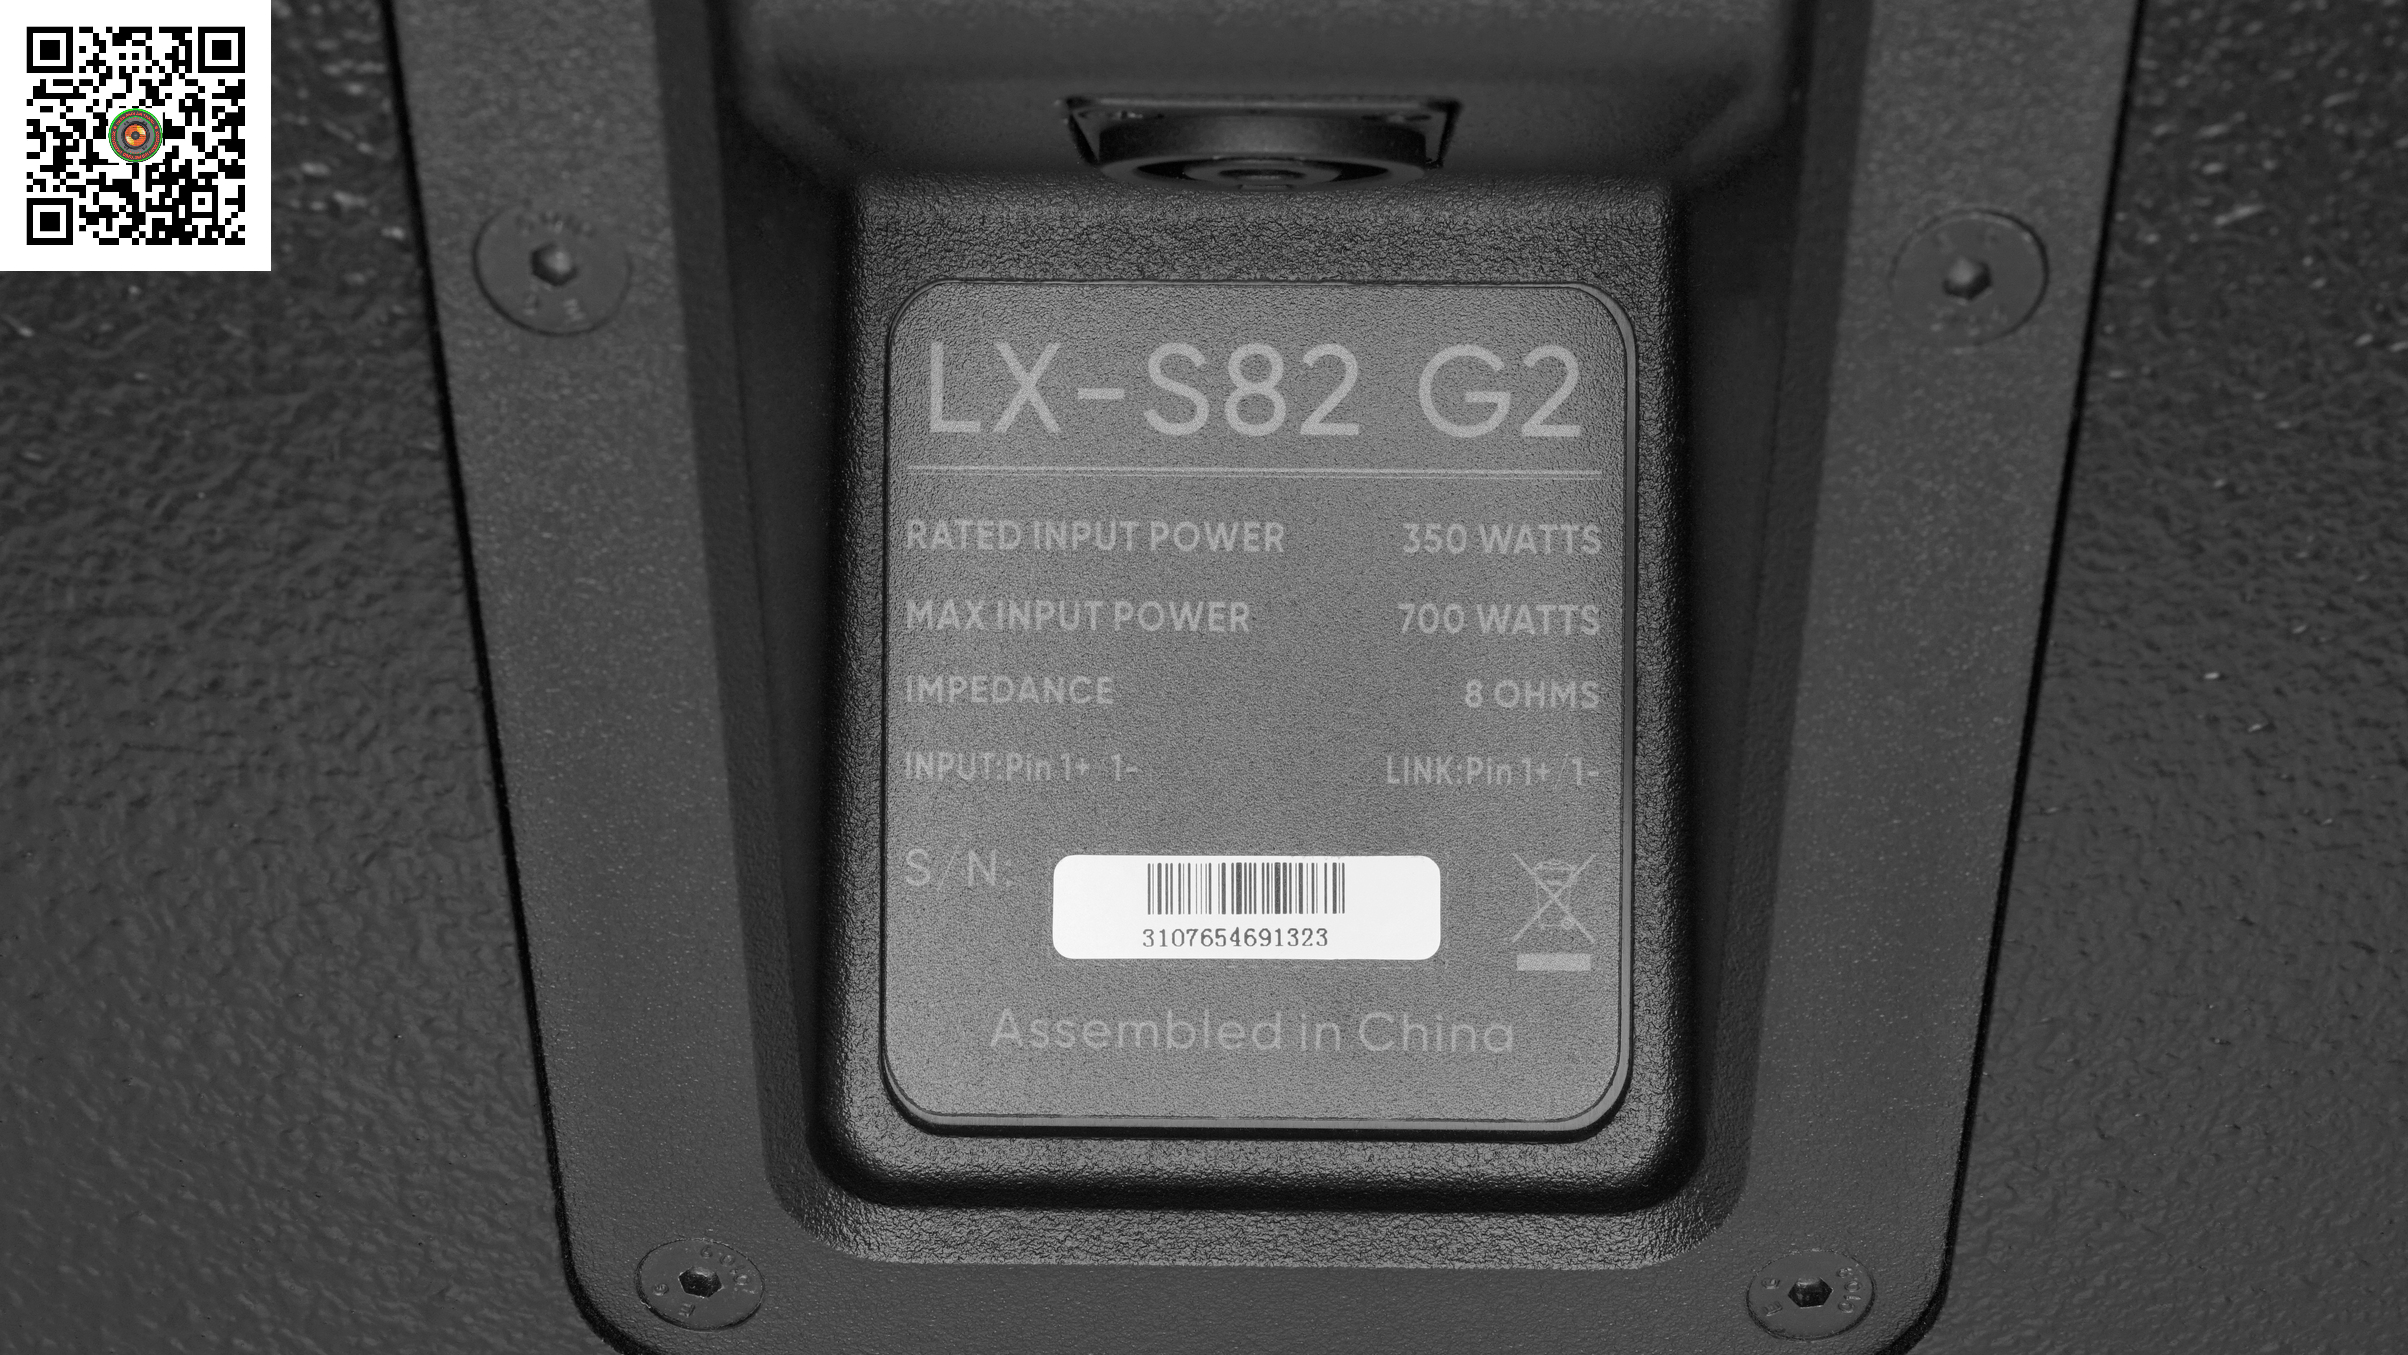 LX-S82 G2
RATED INPUT POWER 350 WATTS
MAX INPUT POWER 700 WATTS
IMPEDANCE 8 OHMS
INPUT:Pin 1+ 1- LINK:Pin 1+ 1-
S/N:
3107654691323
Assembled in China